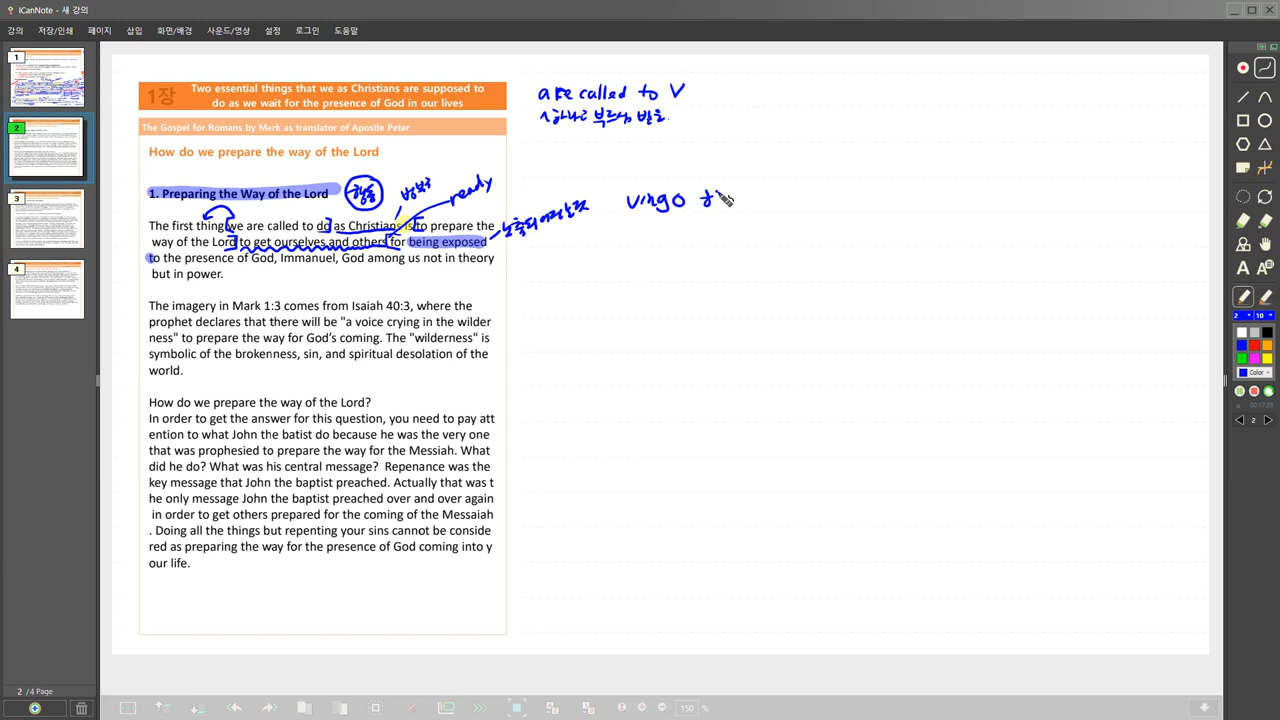 ICanNote - 새 강의
강의 저장/인쇄 페이지 삽입 화면/배경 사운드/영상 설정 로그인 도움말
1
2
3
4
1장
Two essential things that we as Christians are supposed to
do as we wait for the presence of God in our lives
The Gospel for Romans by Mark as translator of Apostle Peter
How do we prepare the way of the Lord
1. Preparing the Way of the Lord
ready
The first thing we are called to do as Christians is to prepare the
way of the Lord to get ourselves and others for being exposed
to the presence of God, Immanuel, God among us not in theory
but in power.
The imagery in Mark 1:3 comes from Isaiah 40:3, where the
prophet declares that there will be "a voice crying in the wilder
ness" to prepare the way for God's coming. The "wilderness" is
symbolic of the brokenness, sin, and spiritual desolation of the
world.
How do we prepare the way of the Lord?
In order to get the answer for this question, you need to pay att
ention to what John the batist do because he was the very one
that was prophesied to prepare the way for the Messiah. What
did he do? What was his central message?  Repenance was the
key message that John the baptist preached. Actually that was t
he only message John the baptist preached over and over again
in order to get others prepared for the coming of the Messaiah
. Doing all the things but repenting your sins cannot be conside
red as preparing the way for the presence of God coming into y
our life.
are called to V
Virgo
2 10
Color
00:17:29
2
2 / 4 Page
150 %